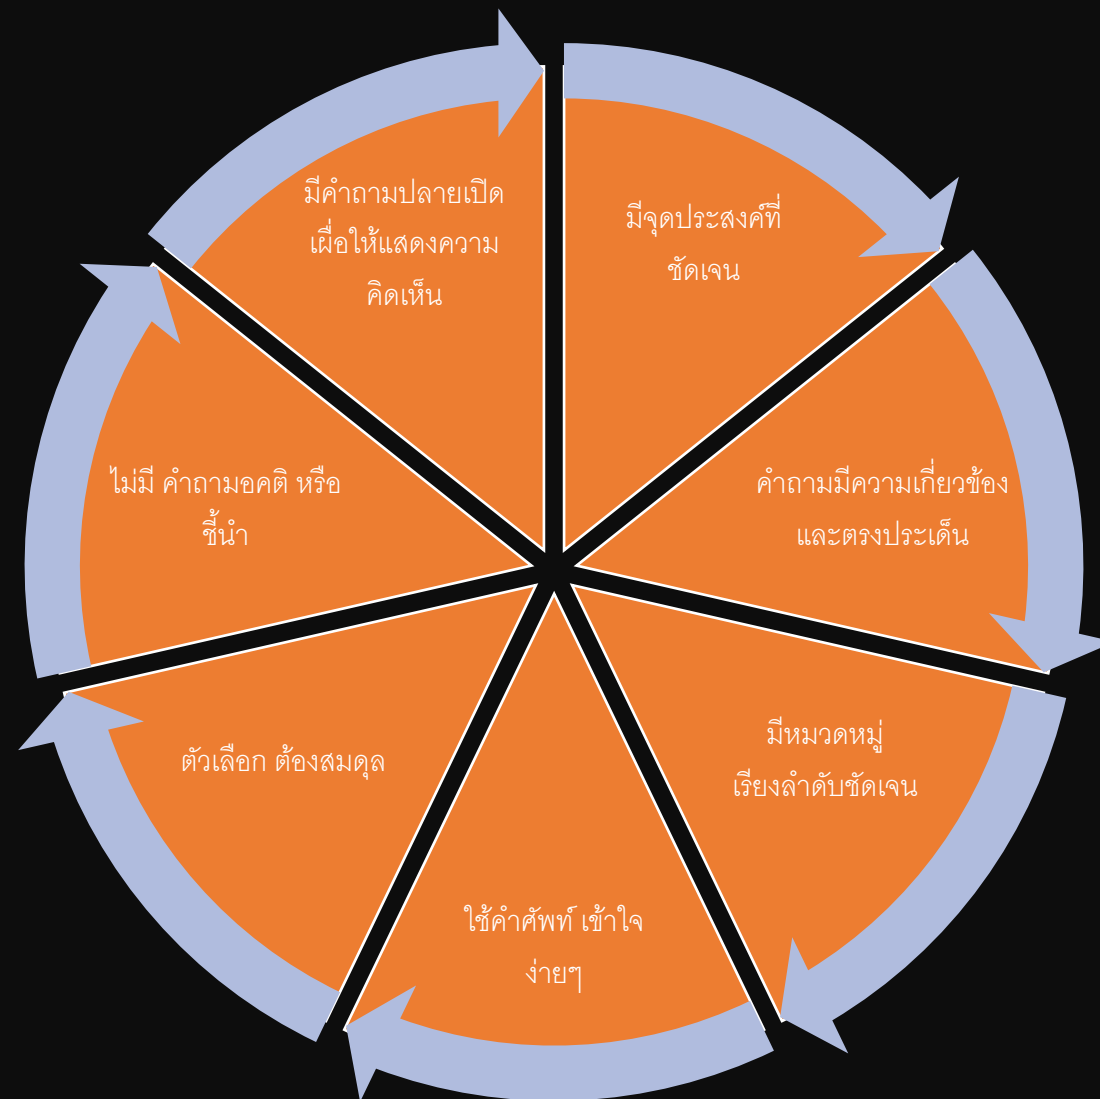 มีจุดประสงค์ที่
ชัดเจน
คำถามมีความเกี่ยวข้อง
และตรงประเด็น
มีหมวดหมู่
เรียงลำดับชัดเจน
ใช้คำศัพท์ เข้าใจ
ง่ายๆ
ตัวเลือก ต้องสมดุล
ไม่มี คำถามอคติ หรือ
ชี้นำ
มีคำถามปลายเปิด
เผื่อให้แสดงความ
คิดเห็น